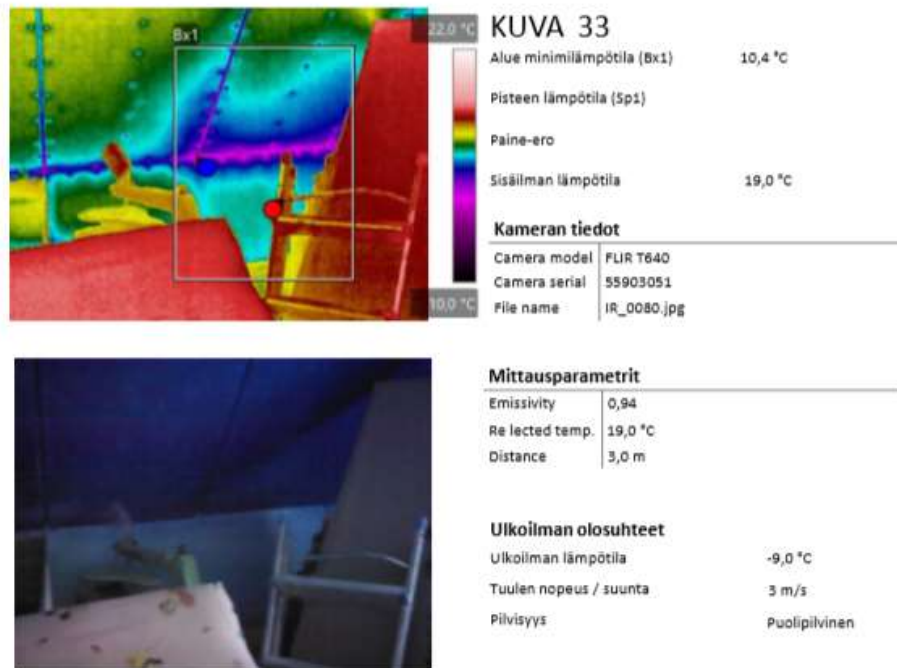 Bx1
22.0 °C
10,0 °C
KUVA 33
Alue minimilämpötila (Bx1) 10,4 °C
Pisteen lämpötila (Sp1)
Paine-ero
Sisäilman lämpötila 19,0 °C
Kameran tiedot
Camera model FLIR T640
Camera serial 55903051
File name IR_0080.jpg
Mittausparametrit
Emissivity 0,94
Re lected temp. 19,0 °C
Distance 3,0 m
Ulkoilman olosuhteet
Ulkoilman lämpötila -9,0 °C
Tuulen nopeus / suunta 3 m/s
Pilvisyys Puolipilvinen